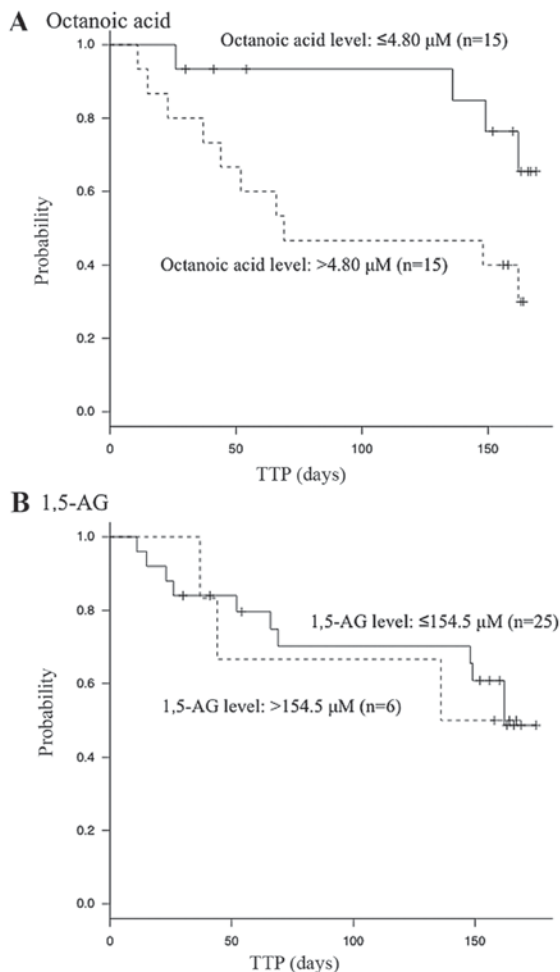 A
Octanoic acid
Octanoic acid level: ≤4.80 μM (n=15)
1.0
0.8
0.6
0.4
0.2
0.0
Probability
Octanoic acid level: >4.80 μM (n=15)
0
50
100
150
TTP (days)
B 1,5-AG
1.0
0.8
0.6
0.4
0.2
0.0
Probability
1,5-AG level: ≤154.5 μM (n=25)
1,5-AG level: >154.5 μM (n=6)
0
50
100
150
TTP (days)